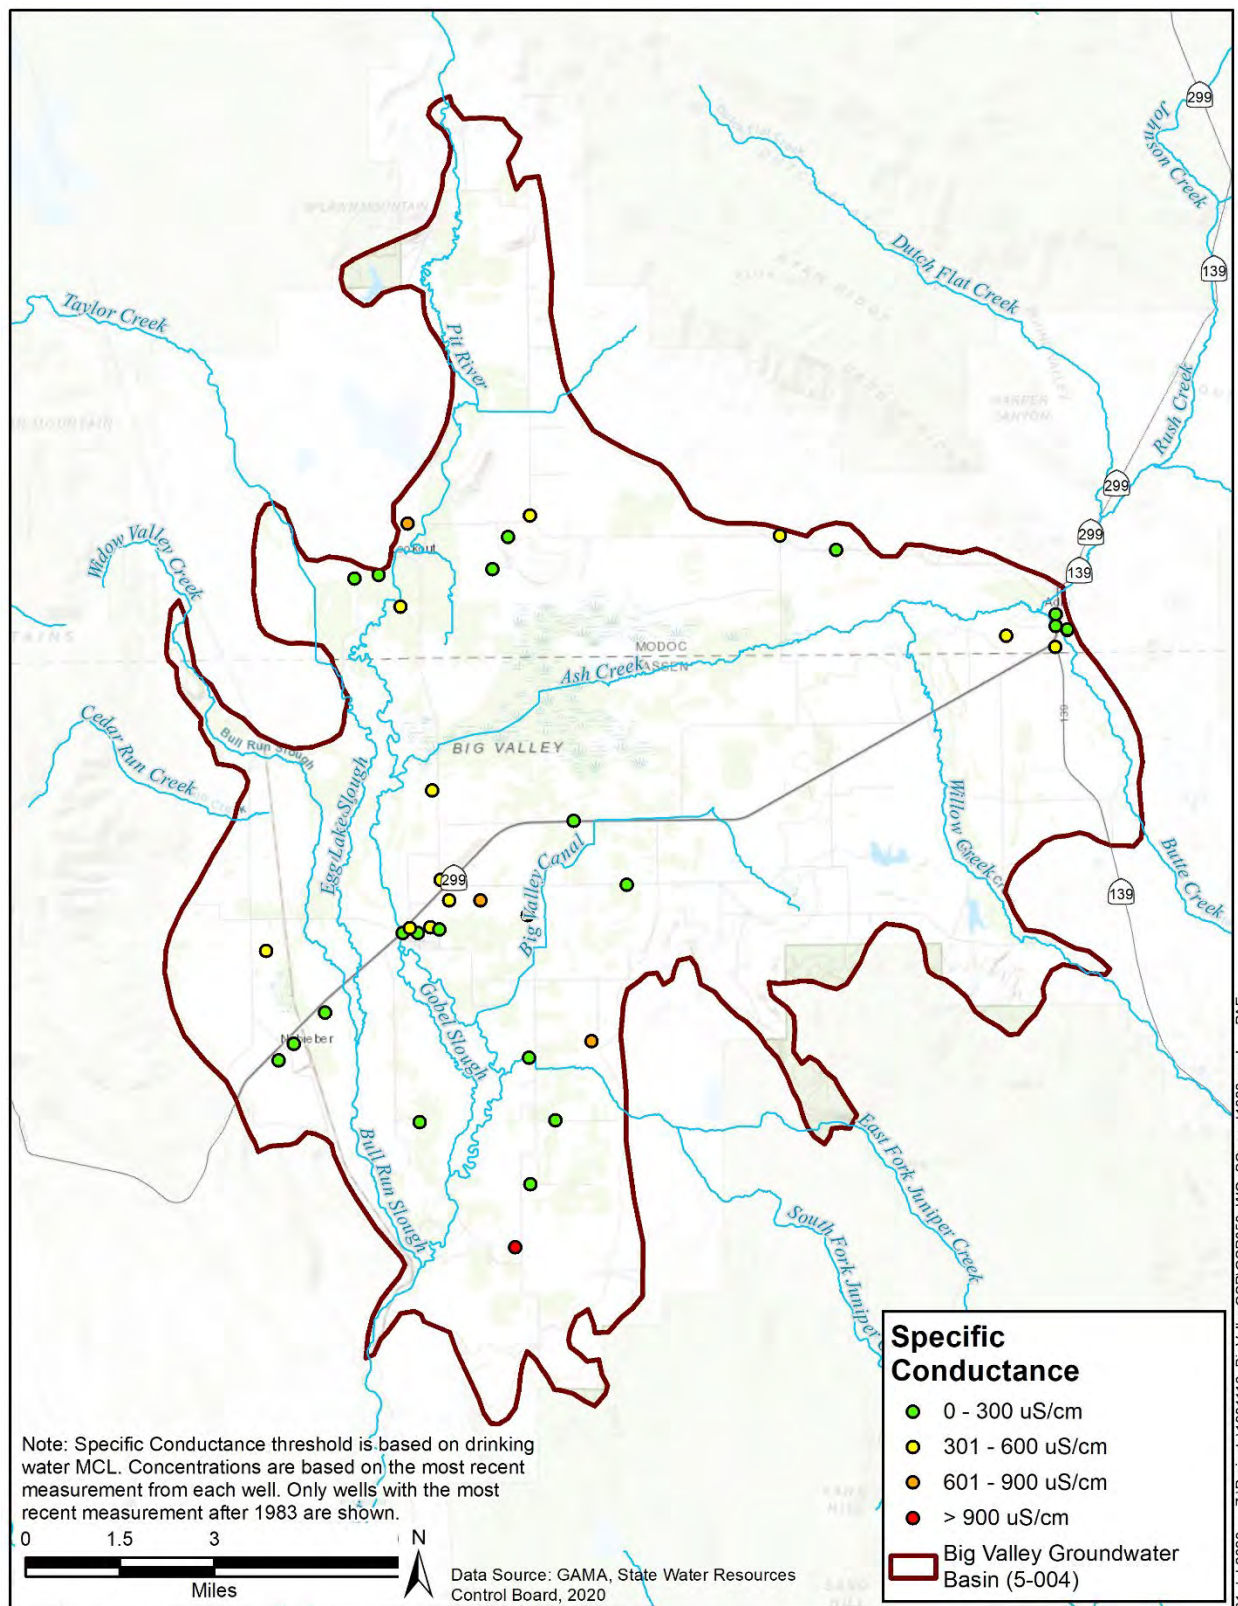 299
Johnson Creek
139
Dutch Flat Creek
Taylor Creek
Pit River
Rush Creek
299
299
139
Widow Valley Creek
MODOC
Ash Creek
BIG VALLEY
139
Cedar Run Creek
Bull Run Slough
Egg Lake Slough
Big Valley Canal
Willow Creek
Butte Creek
299
139
Gobel Slough
Bull Run Slough
East Fork Juniper Creek
South Fork Juniper
Specific
Conductance
0 - 300 uS/cm
301 - 600 uS/cm
601 - 900 uS/cm
> 900 uS/cm
Big Valley Groundwater
Basin (5-004)
Note: Specific Conductance threshold is based on drinking
water MCL. Concentrations are based on the most recent
measurement from each well. Only wells with the most
recent measurement after 1983 are shown.
0 1.5 3
Miles
N
Data Source: GAMA, State Water Resources
Control Board, 2020